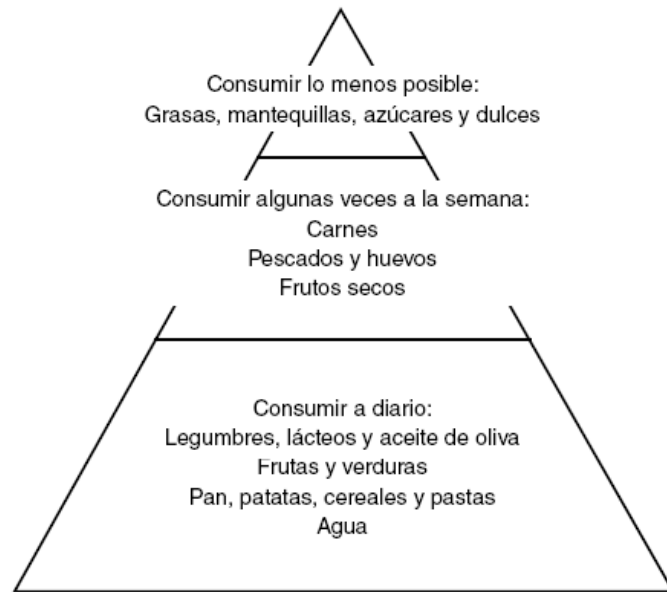 Consumir lo menos posible:
Grasas, mantequillas, azúcares y dulces
Consumir algunas veces a la semana:
Carnes
Pescados y huevos
Frutos secos
Consumir a diario:
Legumbres, lácteos y aceite de oliva
Frutas y verduras
Pan, patatas, cereales y pastas
Agua